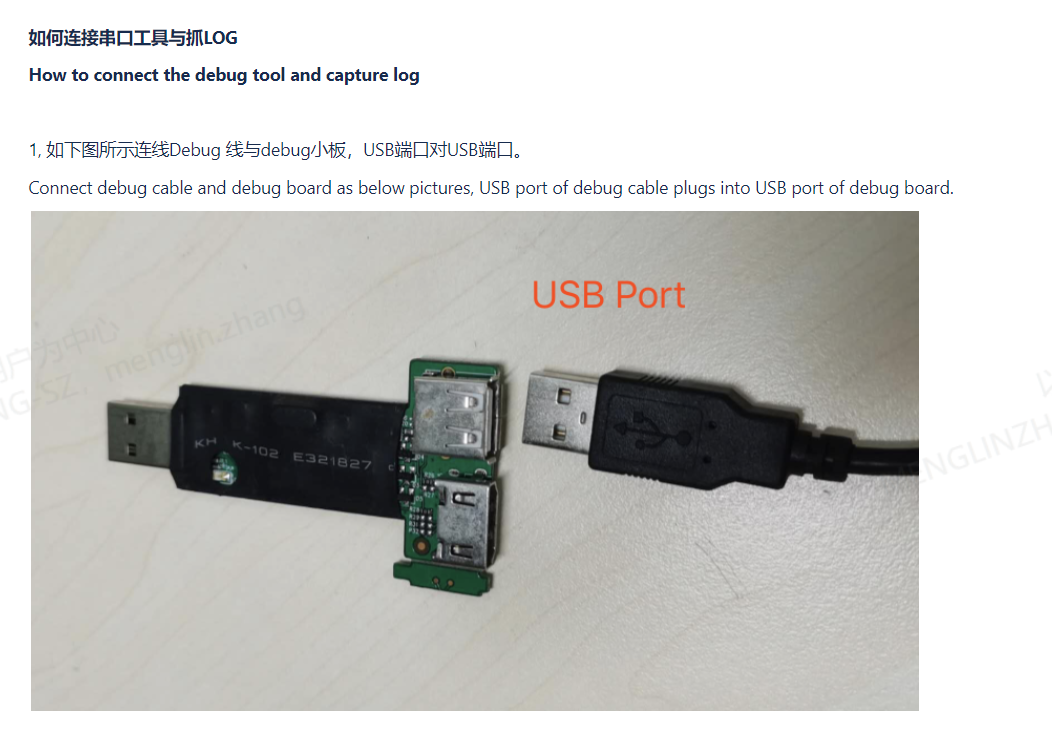 如何连接串口工具与抓LOG
How to connect the debug tool and capture log
1, 如下图所示连线Debug 线与debug小板，USB端口对USB端口。
Connect debug cable and debug board as below pictures, USB port of debug cable plugs into USB port of debug board.
USB Port
户为中心
menglin.zhang
NG-SZ
KH K-102 E321827
MENGLINZH